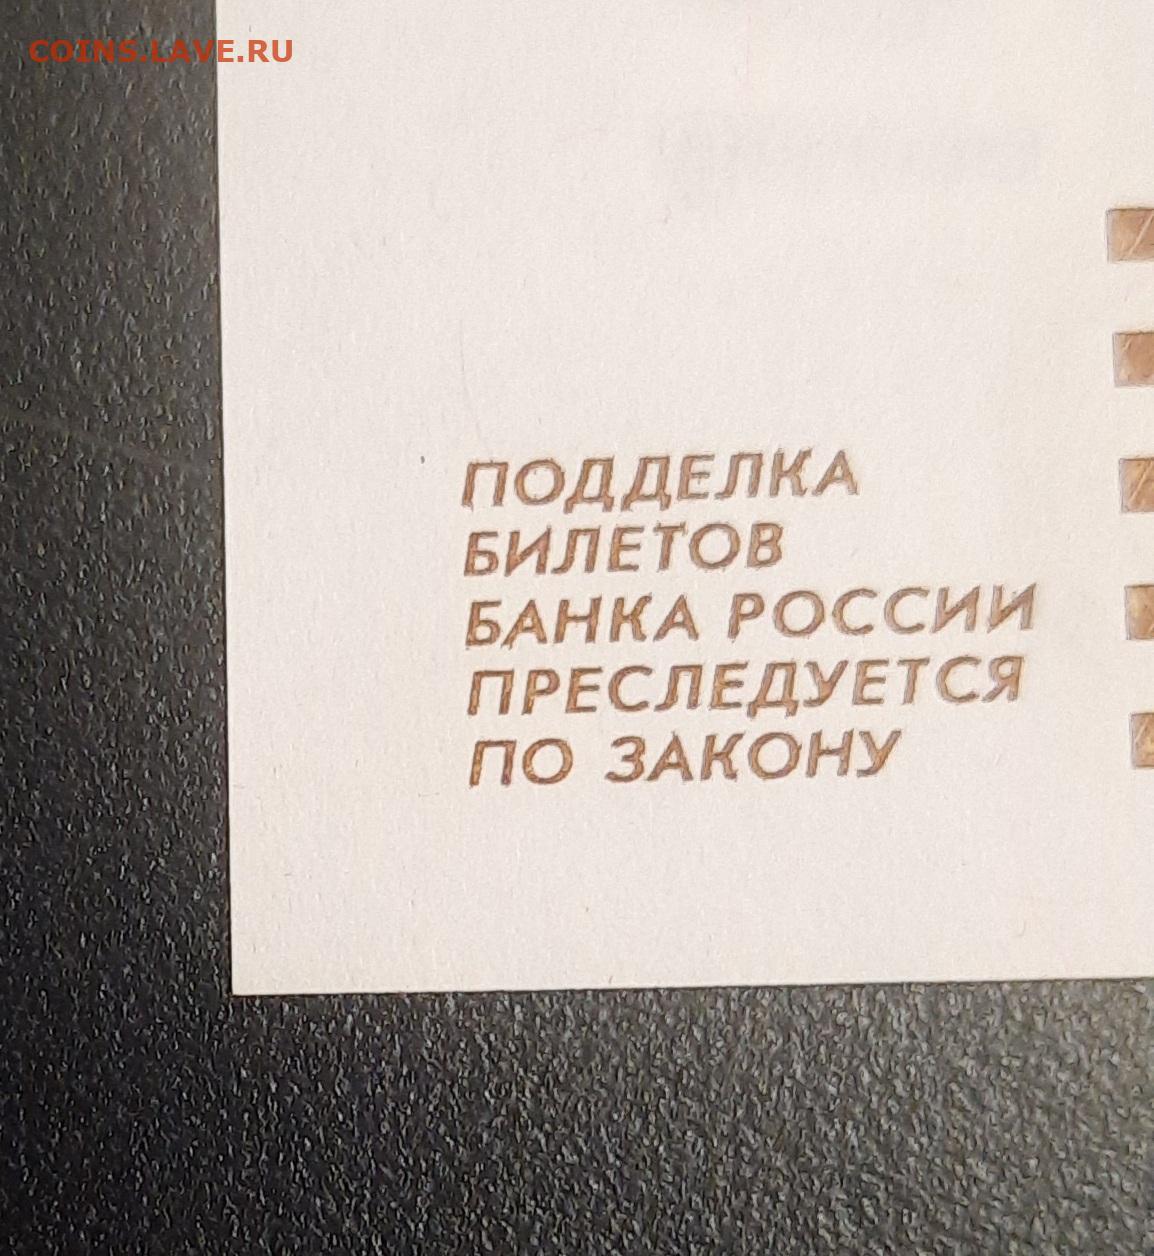 COINS.LAVE.RU
ПОДДЕЛКА
БИЛЕТОВ
БАНКА РОССИИ
ПРЕСЛЕДУЕТСЯ
ПО ЗАКОНУ